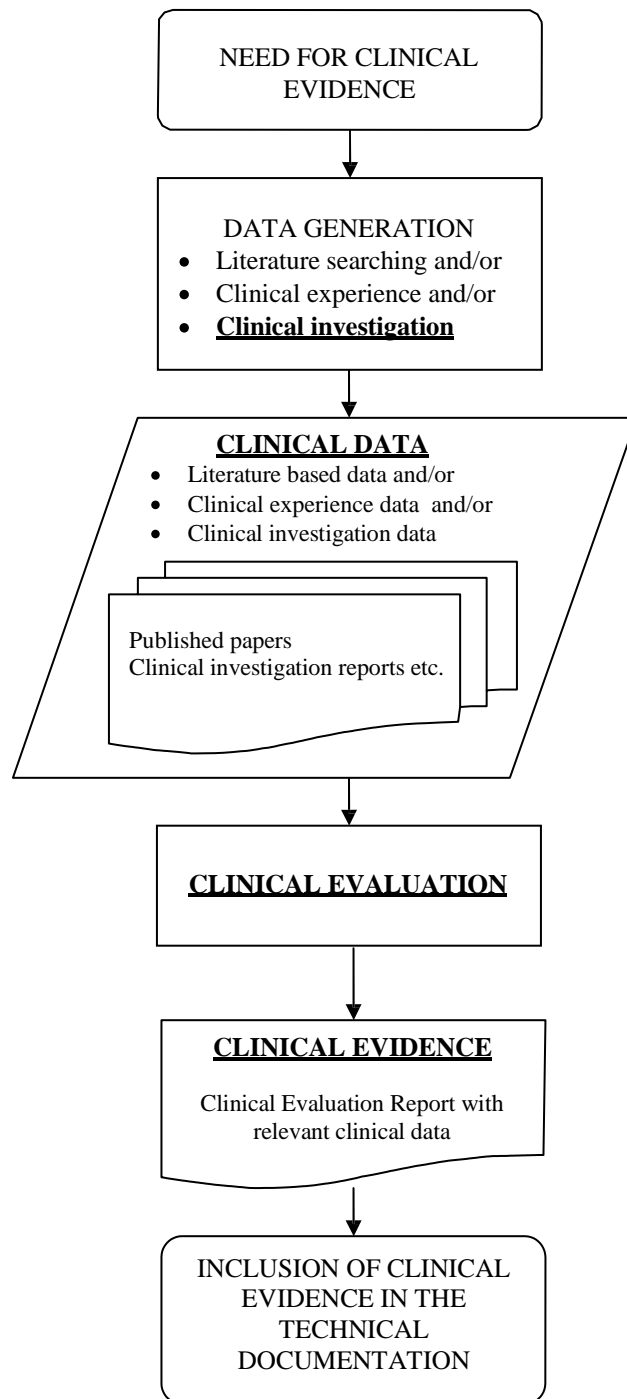 NEED FOR CLINICAL
EVIDENCE
DATA GENERATION
• Literature searching and/or
• Clinical experience and/or
• Clinical investigation
CLINICAL DATA
• Literature based data and/or
• Clinical experience data and/or
• Clinical investigation data
Published papers
Clinical investigation reports etc.
CLINICAL EVALUATION
CLINICAL EVIDENCE
Clinical Evaluation Report with
relevant clinical data
INCLUSION OF CLINICAL
EVIDENCE IN THE
TECHNICAL
DOCUMENTATION